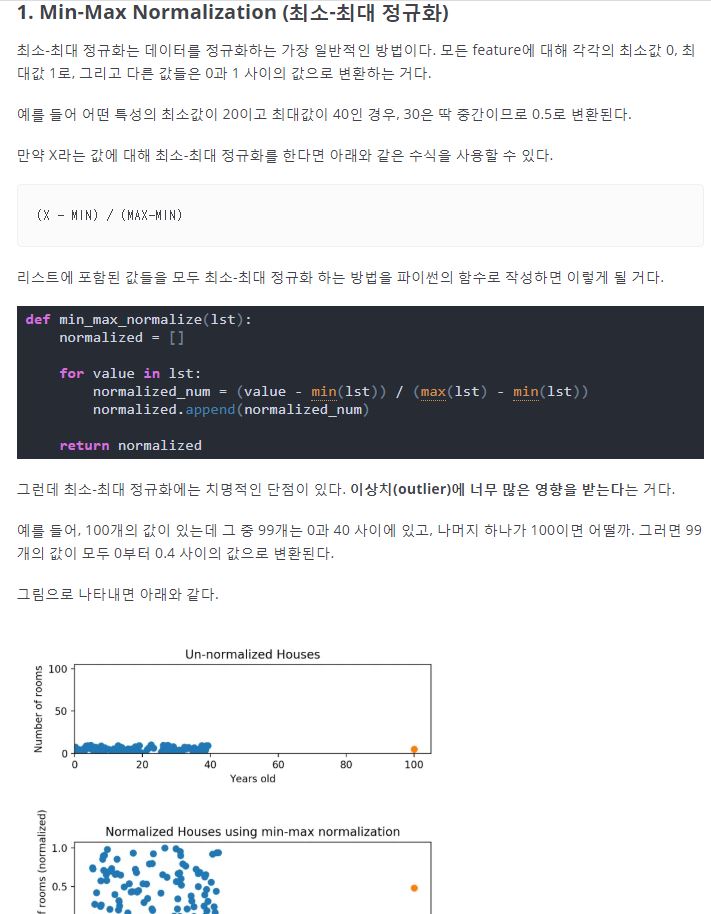 1. Min-Max Normalization (최소-최대 정규화)
최소-최대 정규화는 데이터를 정규화하는 가장 일반적인 방법이다. 모든 feature에 대해 각각의 최소값 0, 최
대값 1로, 그리고 다른 값들은 0과 1 사이의 값으로 변환하는 거다.
예를 들어 어떤 특성의 최소값이 20이고 최대값이 40인 경우, 30은 딱 중간이므로 0.5로 변환된다.
만약 X라는 값에 대해 최소-최대 정규화를 한다면 아래와 같은 수식을 사용할 수 있다.
(X - MIN) / (MAX-MIN)
리스트에 포함된 값들을 모두 최소-최대 정규화 하는 방법을 파이썬의 함수로 작성하면 이렇게 될 거다.
def min_max_normalize(lst):
    normalized = []
    for value in lst:
        normalized_num = (value - min(lst)) / (max(lst) - min(lst))
        normalized.append(normalized_num)
    return normalized
그런데 최소-최대 정규화에는 치명적인 단점이 있다. 이상치(outlier)에 너무 많은 영향을 받는다는 거다.
예를 들어, 100개의 값이 있는데 그 중 99개는 0과 40 사이에 있고, 나머지 하나가 100이면 어떨까. 그러면 99
개의 값이 모두 0부터 0.4 사이의 값으로 변환된다.
그림으로 나타내면 아래와 같다.
Un-normalized Houses
Number of rooms
100
50
0
0 20 40 60 80 100
Years old
Normalized Houses using min-max normalization
f rooms (normalized)
1.0
0.5